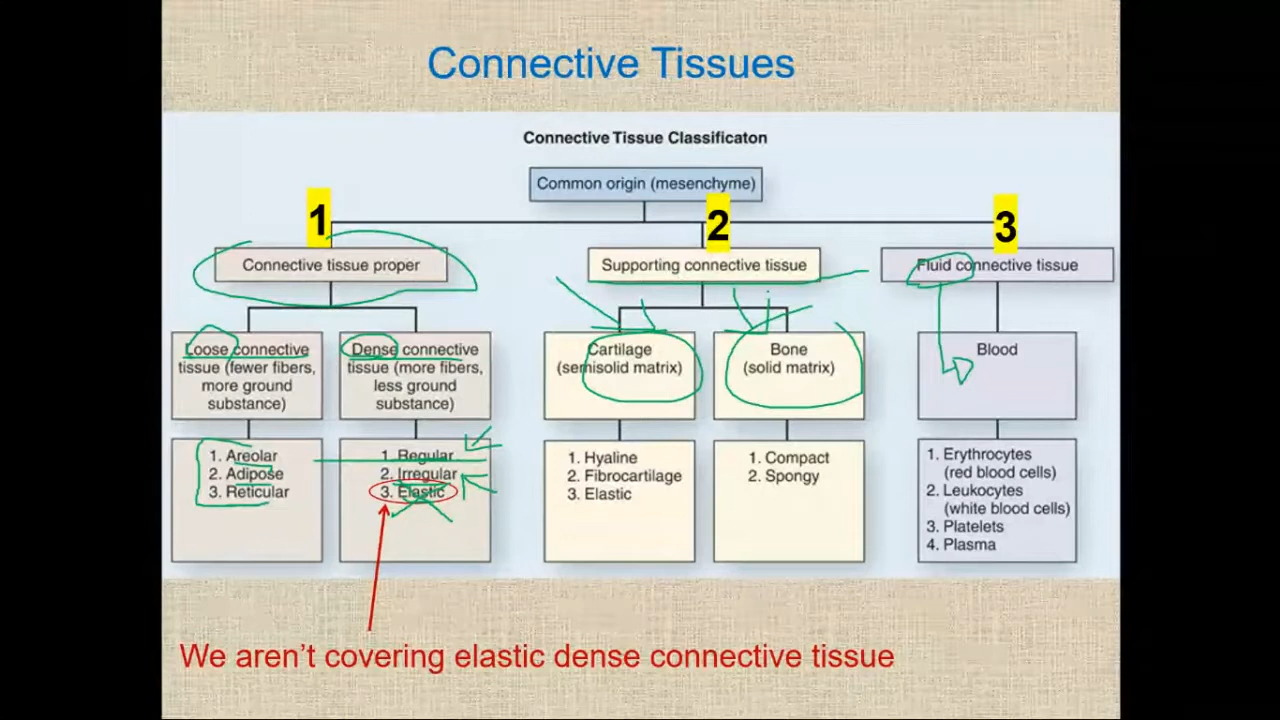 Connective Tissues
Connective Tissue Classificaton
Common origin (mesenchyme)
1
2
3
Connective tissue proper
Supporting connective tissue
Fluid connective tissue
Loose connective
tissue (fewer fibers,
more ground
substance)
Dense connective
tissue (more fibers,
less ground
substance)
Cartilage
(semisolid matrix)
Bone
(solid matrix)
Blood
1. Areolar
2. Adipose
3. Reticular
1. Regular
2. Irregular
3. Elastic
1. Hyaline
2. Fibrocartilage
3. Elastic
1. Compact
2. Spongy
1. Erythrocytes
(red blood cells)
2. Leukocytes
(white blood cells)
3. Platelets
4. Plasma
We aren't covering elastic dense connective tissue